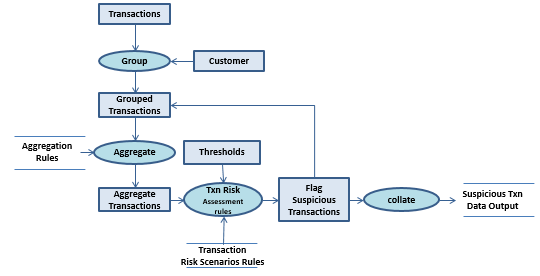 Transactions
Group
Customer
Grouped
Transactions
Aggregation
Rules
Aggregate
Thresholds
Aggregate
Transactions
Txn Risk
Assessment
rules
Flag
Suspicious
Transactions
collate
Suspicious Txn
Data Output
Transaction
Risk Scenarios Rules